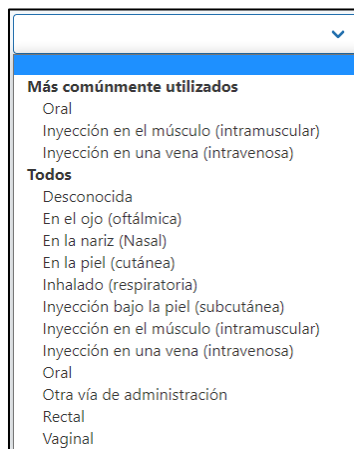 Más comúnmente utilizados
Oral
Inyección en el músculo (intramuscular)
Inyección en una vena (intravenosa)
Todos
Desconocida
En el ojo (oftálmica)
En la nariz (Nasal)
En la piel (cutánea)
Inhalado (respiratoria)
Inyección bajo la piel (subcutánea)
Inyección en el músculo (intramuscular)
Inyección en una vena (intravenosa)
Oral
Otra vía de administración
Rectal
Vaginal